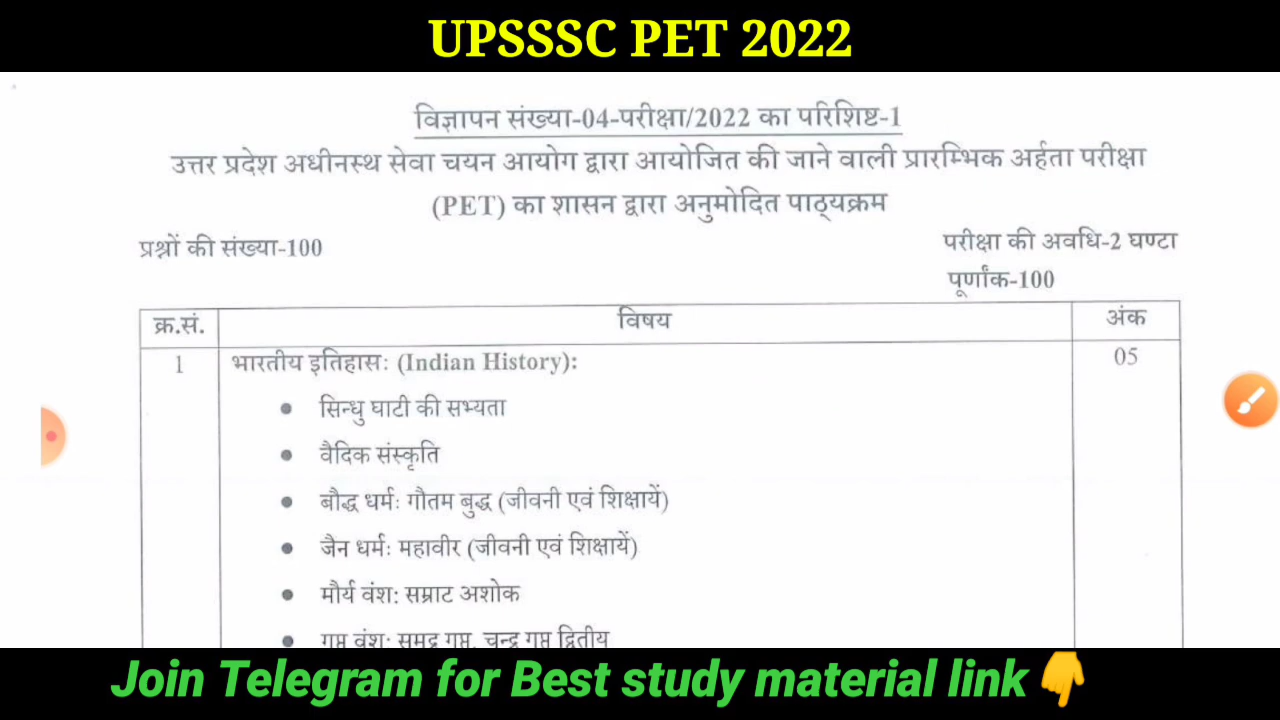 UPSSSC PET 2022
विज्ञापन संख्या-04-परीक्षा/2022 का परिशिष्ट-1
उत्तर प्रदेश अधीनस्थ सेवा चयन आयोग द्वारा आयोजित की जाने वाली प्रारम्भिक अर्हता परीक्षा
(PET) का शासन द्वारा अनुमोदित पाठ्यक्रम
प्रश्नों की संख्या-100 परीक्षा की अवधि-2 घण्टा
पूर्णांक-100
क्र.सं. विषय अंक
1 भारतीय इतिहासः (Indian History): 05
• सिन्धु घाटी की सभ्यता
• वैदिक संस्कृति
• बौद्ध धर्मः गौतम बुद्ध (जीवनी एवं शिक्षायें)
• जैन धर्मः महावीर (जीवनी एवं शिक्षायें)
• मौर्य वंश: सम्राट अशोक
• गुप्त वंश: समुद्र गुप्त, चन्द्र गुप्त द्वितीय
Join Telegram for Best study material link👇